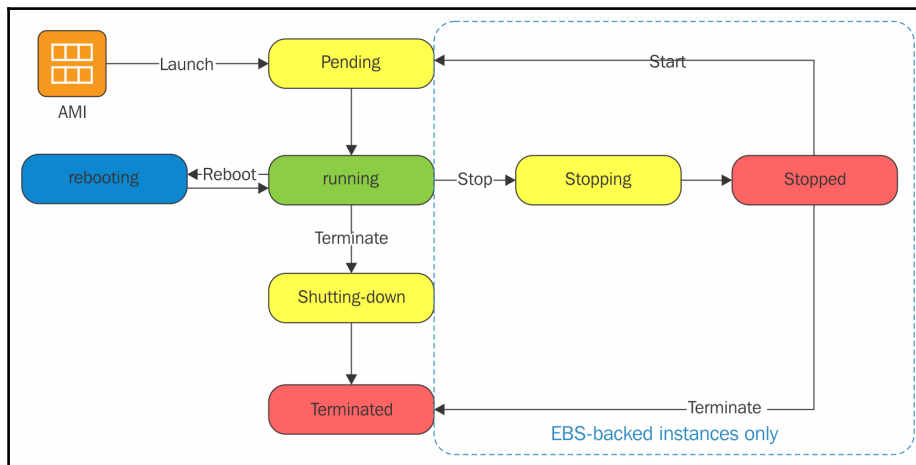 Launch
Pending
Start
AMI
rebooting
Reboot
running
Stop
Stopping
Stopped
Terminate
Shutting-down
Terminated
Terminate
EBS-backed instances only